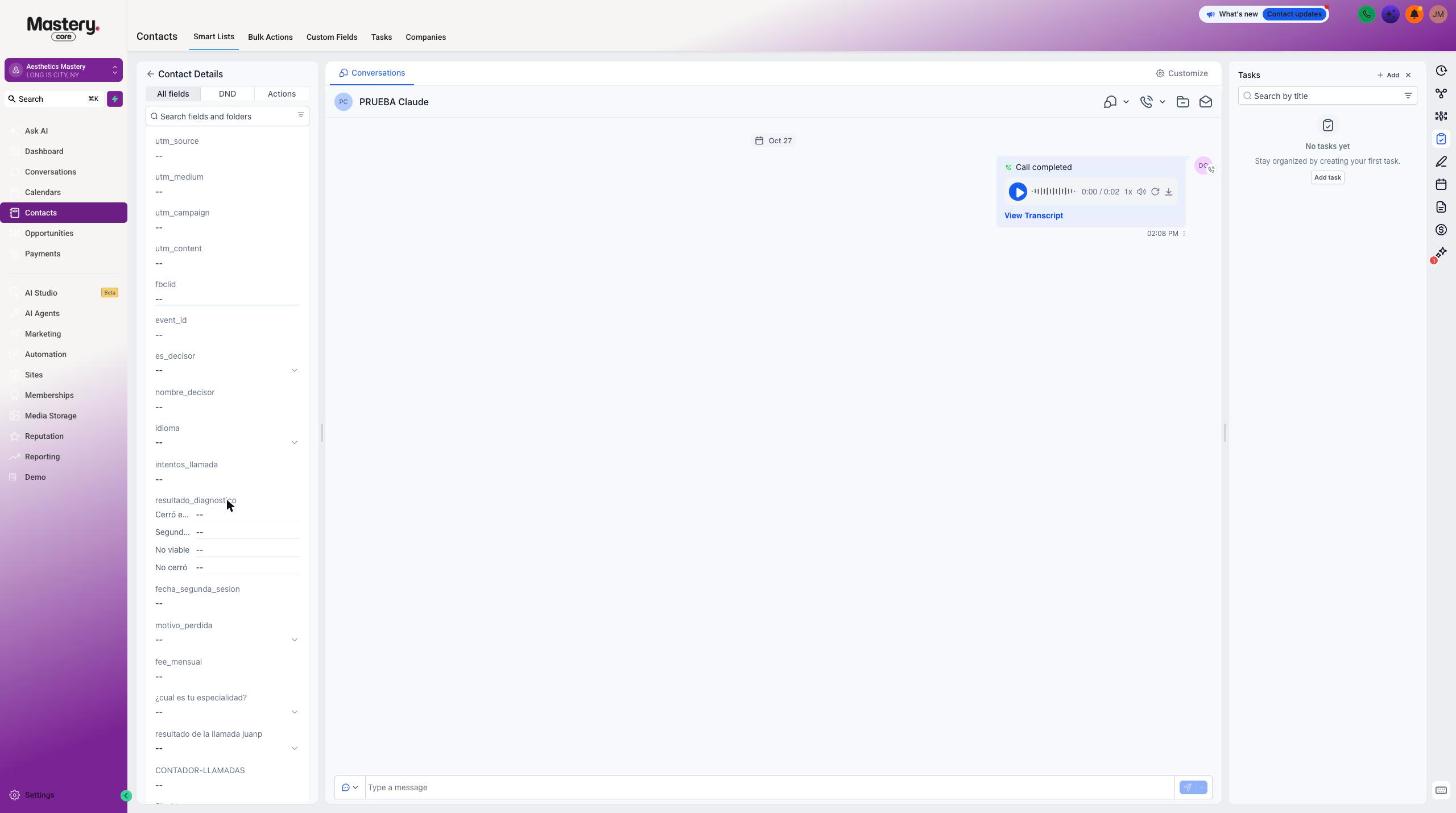 Mastery.
core
Aesthetics Mastery
LONG IS CITY, NY
Search
⌘K
Ask AI
Dashboard
Conversations
Calendars
Contacts
Opportunities
Payments
AI Studio
Beta
AI Agents
Marketing
Automation
Sites
Memberships
Media Storage
Reputation
Reporting
Demo
Settings
Contacts
Smart Lists
Bulk Actions
Custom Fields
Tasks
Companies
What's new
Contact updates
JM
Contact Details
All fields
DND
Actions
Search fields and folders
utm_source
--
utm_medium
--
utm_campaign
--
utm_content
--
fbclid
--
event_id
--
es_decisor
--
nombre_decisor
--
idioma
--
intentos_llamada
--
resultado_diagnostico
Cerró e... --
Segund... --
No viable --
No cerró --
fecha_segunda_sesion
--
motivo_perdida
--
fee_mensual
--
¿cual es tu especialidad?
--
resultado de la llamada juanp
--
CONTADOR-LLAMADAS
--
Conversations
Customize
PC
PRUEBA Claude
Oct 27
Call completed
0:00 / 0:02 1x
View Transcript
02:08 PM
Type a message
Tasks
Add
Search by title
No tasks yet
Stay organized by creating your first task.
Add task